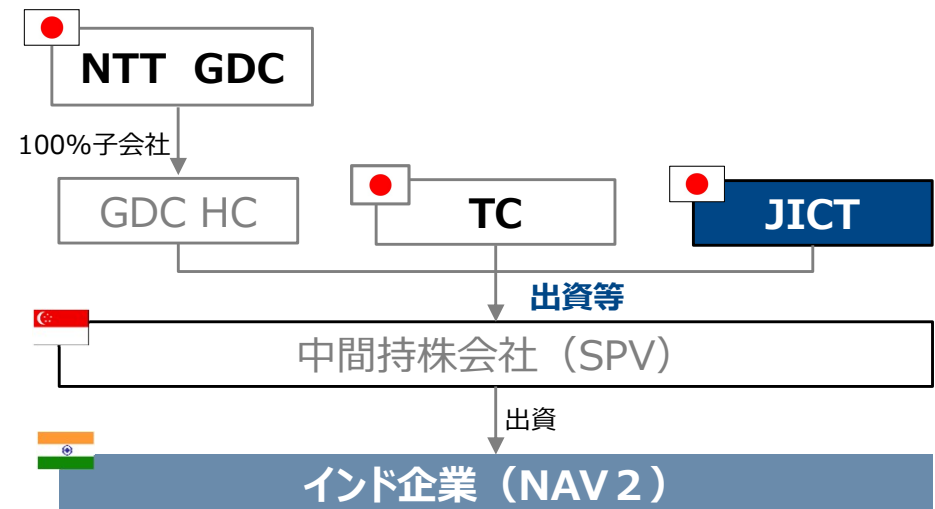 NTT GDC
100%子会社
GDC HC
TC
JICT
出資等
中間持株会社（SPV）
出資
インド企業（NAV２）